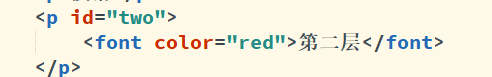 <p id="two">
<font color="red">第二层</font>
</p>